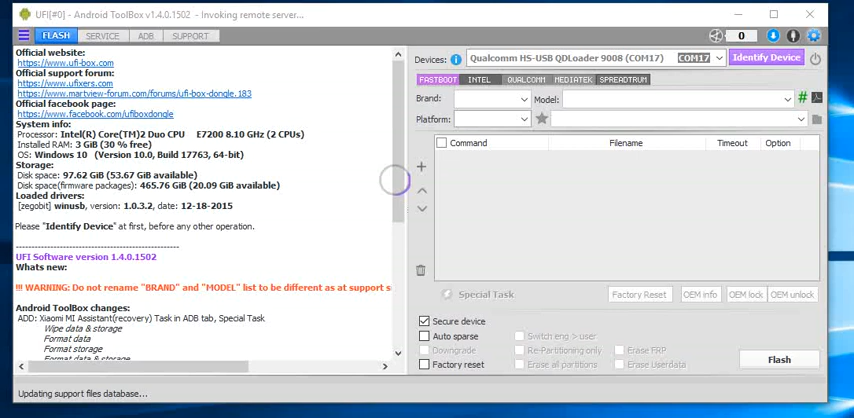 UFI[#0] - Android ToolBox v1.4.0.1502 - Invoking remote server...
FLASH SERVICE ADB SUPPORT 0
Official website:
https://www.ufi-box.com
Official support forum:
https://www.ufixers.com
https://www.martview-forum.com/forums/ufi-box-dongle.183
Official facebook page:
https://www.facebook.com/ufiboxdongle
System info:
Processor: Intel(R) Core(TM)2 Duo CPU E7200 8.10 GHz (2 CPUs)
Installed RAM: 3 GiB (30 % free)
OS: Windows 10 (Version 10.0, Build 17763, 64-bit)
Storage:
Disk space: 97.62 GiB (53.67 GiB available)
Disk space(firmware packages): 465.76 GiB (20.09 GiB available)
Loaded drivers:
[zegobit] winusb, version: 1.0.3.2, date: 12-18-2015
Please "Identify Device" at first, before any other operation.
------------------------------------------------
UFI Software version 1.4.0.1502
Whats new:
!!! WARNING: Do not rename "BRAND" and "MODEL" list to be different as at support s
Android ToolBox changes:
ADD: Xiaomi MI Assistant(recovery) Task in ADB tab, Special Task
Wipe data & storage
Format data
Format storage
Format data & storage
Devices: Qualcomm HS-USB QDLoader 9008 (COM17) COM17 Identify Device
FASTBOOT INTEL QUALCOMM MEDIATEK SPREADTRUM
Brand: Model: #
Platform:
Command Filename Timeout Option
Special Task Factory Reset OEM info OEM lock OEM unlock
Secure device
Auto sparse Switch eng > user
Downgrade Re-Partitioning only Erase FRP
Factory reset Erase all partitions Erase Userdata
Flash
Updating support files database...